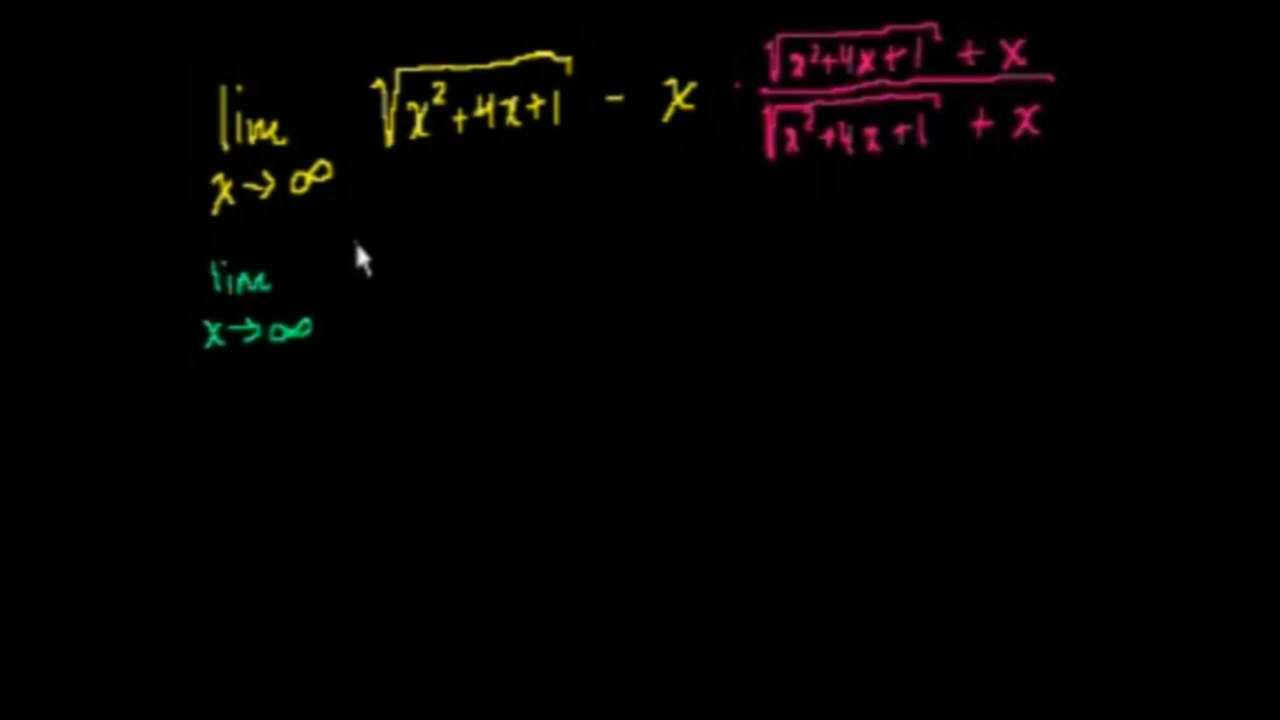 lim √(x²+4x+1) - x · (√(x²+4x+1) + x)/(√(x²+4x+1) + x)
x→∞
lim
x→∞